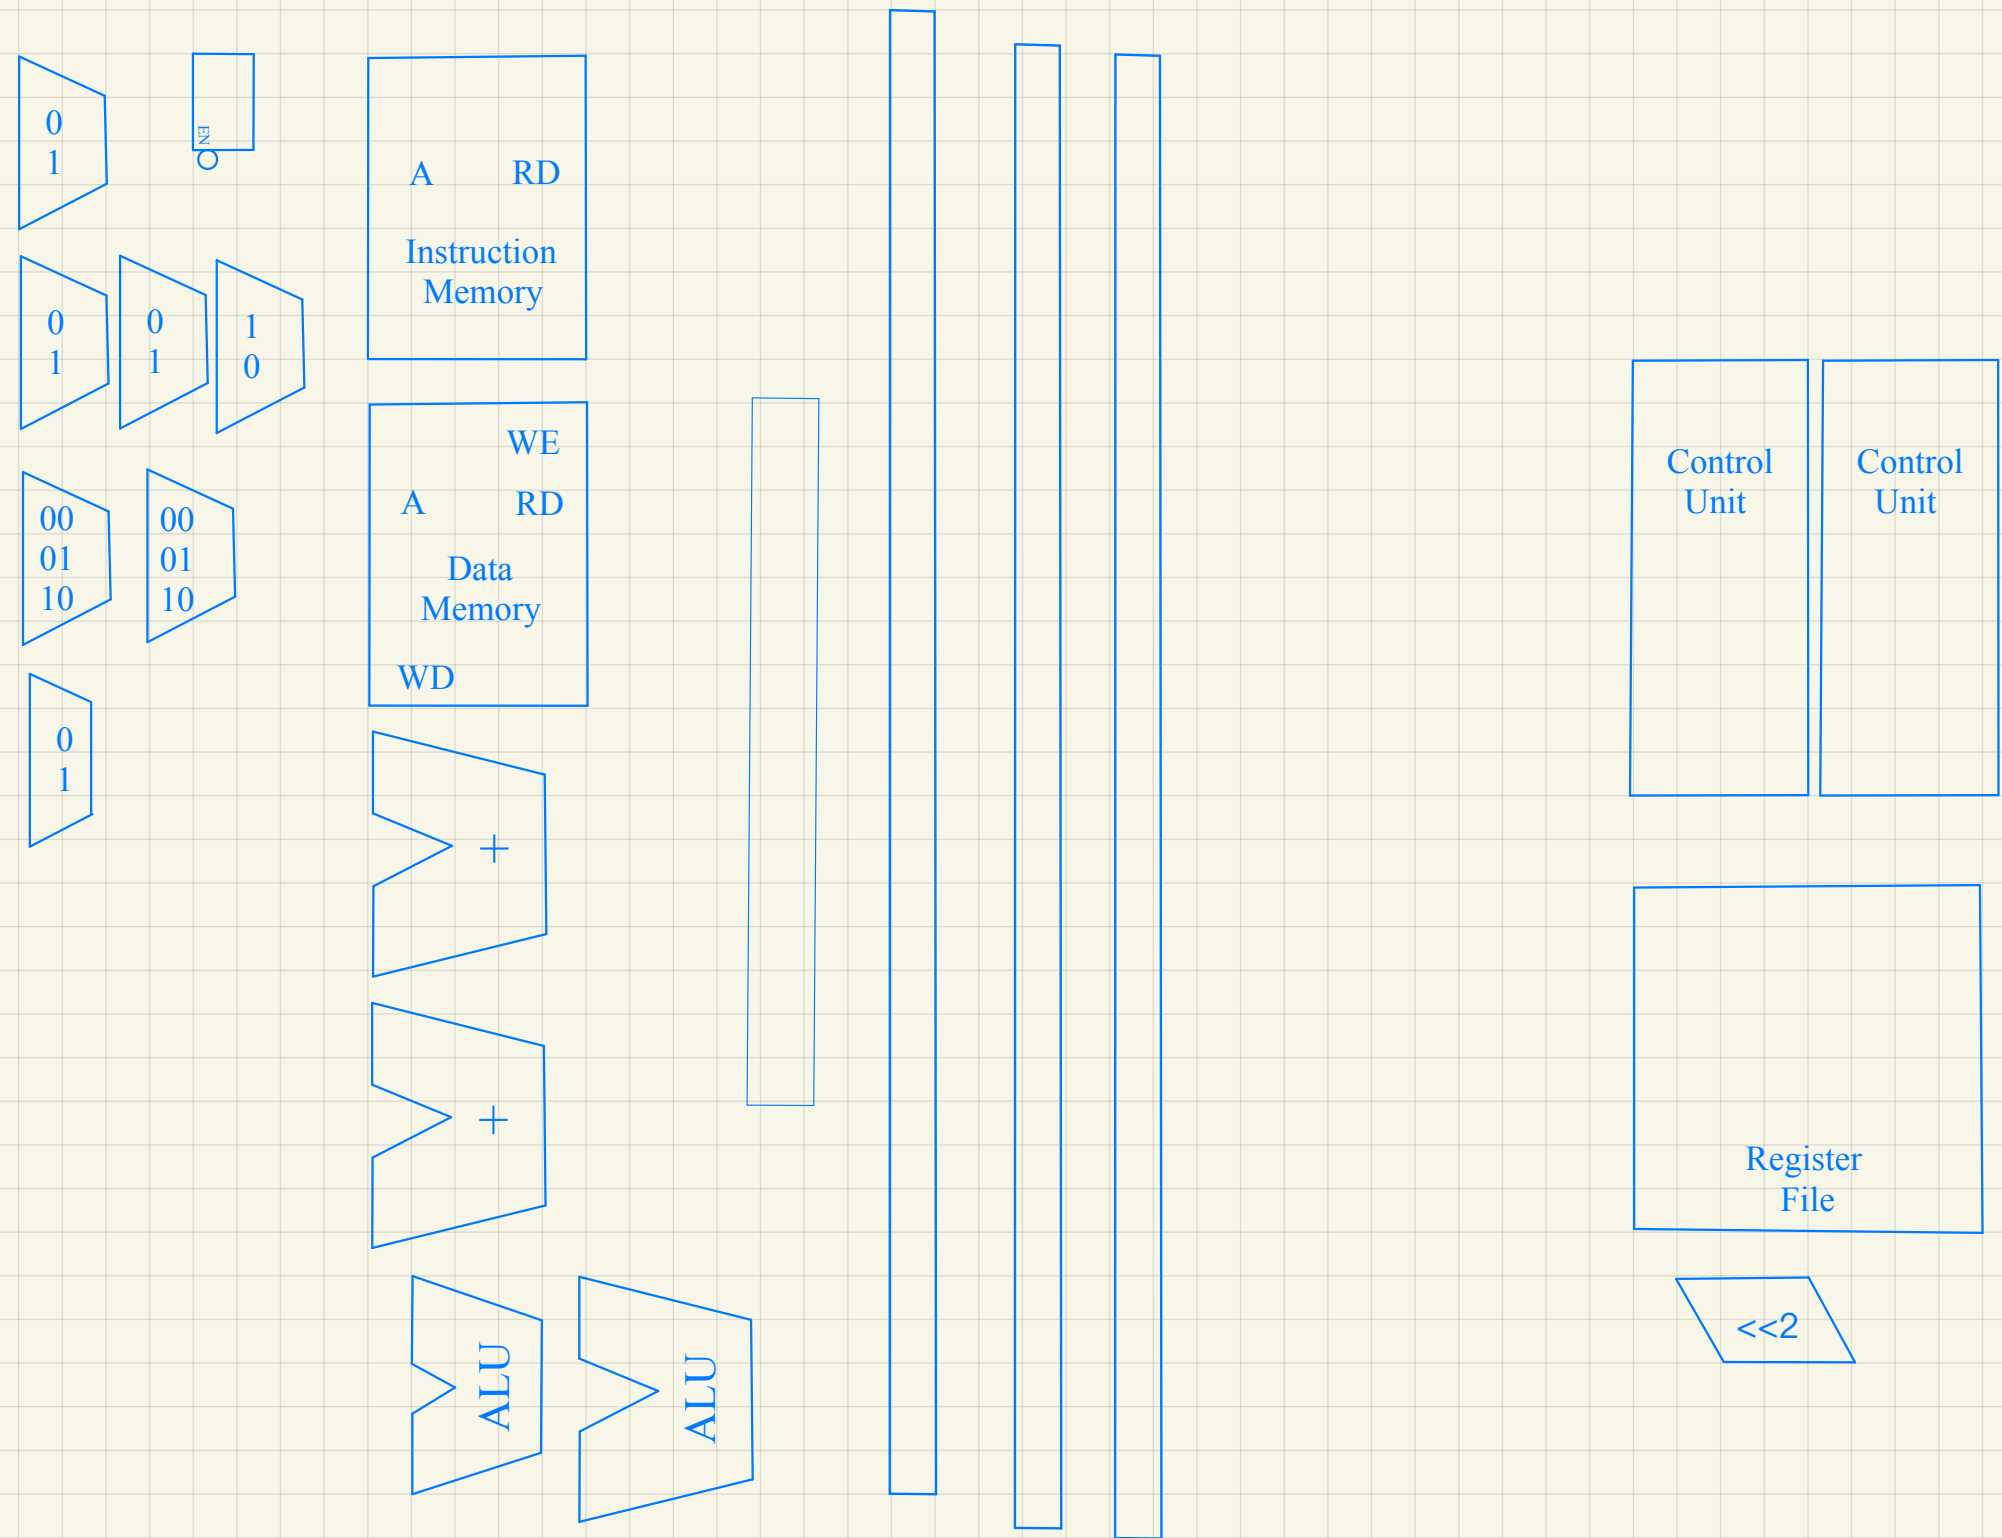 0
1
EN
A RD
Instruction
Memory
0
1
0
1
1
0
WE
A RD
Data
Memory
WD
00
01
10
00
01
10
0
1
+
+
ALU
ALU
Control
Unit
Control
Unit
Register
File
<<2